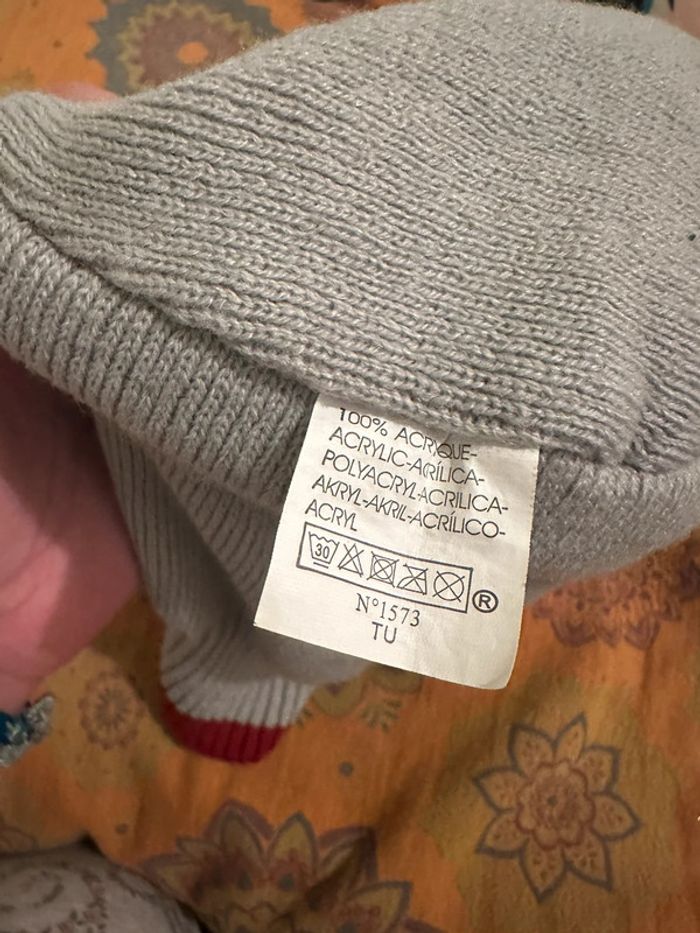 100% ACRYLIQUE-
ACRYLIC-ACRÍLICA-
POLYACRYL-ACRILICA-
AKRYL-AKRIL-ACRÍLICO-
ACRYL
30
®
N°1573
TU